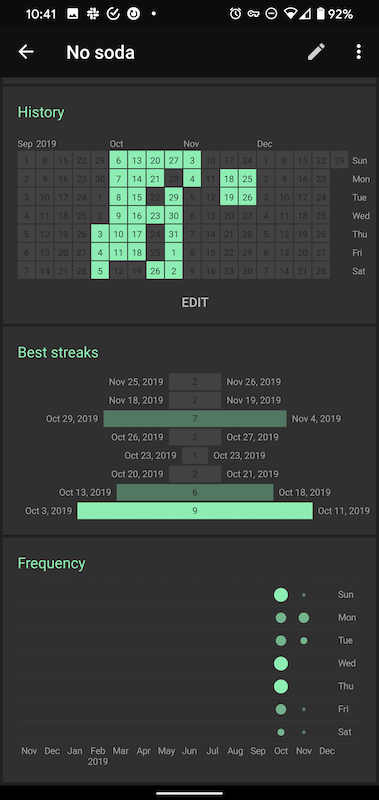 10:41 92%
No soda
History
Sep 2019 Oct Nov Dec
1 8 15 22 29 6 13 20 27 3 10 17 24 1 8 15 22 29 Sun
2 9 16 23 30 7 14 21 28 4 11 18 25 2 9 16 23 Mon
3 10 17 24 1 8 15 22 29 5 12 19 26 3 10 17 24 Tue
4 11 18 25 2 9 16 23 30 6 13 20 27 4 11 18 25 Wed
5 12 19 26 3 10 17 24 31 7 14 21 28 5 12 19 26 Thu
6 13 20 27 4 11 18 25 1 8 15 22 29 6 13 20 27 Fri
7 14 21 28 5 12 19 26 2 9 16 23 30 7 14 21 28 Sat
EDIT
Best streaks
Nov 25, 2019 2 Nov 26, 2019
Nov 18, 2019 2 Nov 19, 2019
Oct 29, 2019 7 Nov 4, 2019
Oct 26, 2019 2 Oct 27, 2019
Oct 23, 2019 1 Oct 23, 2019
Oct 20, 2019 2 Oct 21, 2019
Oct 13, 2019 6 Oct 18, 2019
Oct 3, 2019 9 Oct 11, 2019
Frequency
Sun
Mon
Tue
Wed
Thu
Fri
Sat
Nov Dec Jan Feb Mar Apr May Jun Jul Aug Sep Oct Nov Dec
2019